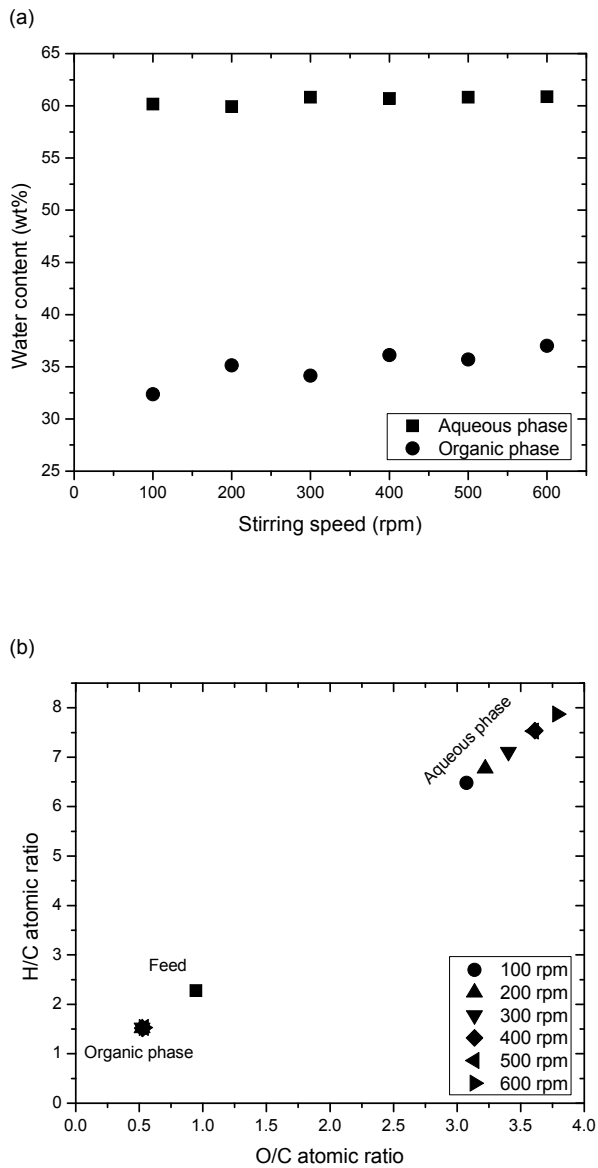 (a)
65
60
55
50
45
40
35
30
25
Water content (wt%)
Aqueous phase
Organic phase
0 100 200 300 400 500 600
Stirring speed (rpm)
(b)
8
7
6
5
4
3
2
1
0
H/C atomic ratio
Aqueous phase
Feed
Organic phase
100 rpm
200 rpm
300 rpm
400 rpm
500 rpm
600 rpm
0.0 0.5 1.0 1.5 2.0 2.5 3.0 3.5 4.0
O/C atomic ratio